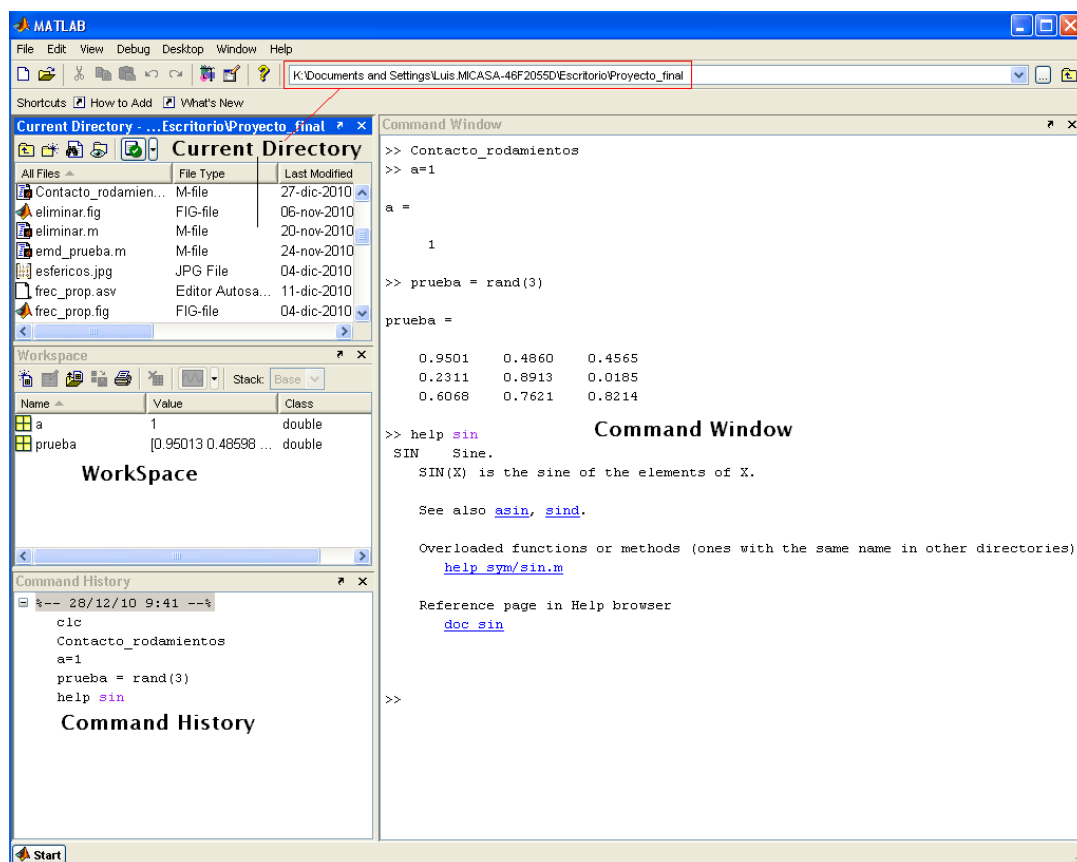 MATLAB
File Edit View Debug Desktop Window Help
K:\Documents and Settings\Luis.MICASA-46F2055D\Escritorio\Proyecto_final
Shortcuts How to Add What's New
Current Directory - ...Escritorio\Proyecto_final
Current Directory
All Files File Type Last Modified
Contacto_rodamien... M-file 27-dic-2010
eliminar.fig FIG-file 06-nov-2010
eliminar.m M-file 20-nov-2010
emd_prueba.m M-file 24-nov-2010
esfericos.jpg JPG File 04-dic-2010
frec_prop.asv Editor Autosa... 11-dic-2010
frec_prop.fig FIG-file 04-dic-2010
Workspace
Stack: Base
Name Value Class
a 1 double
prueba [0.95013 0.48598 ... double
WorkSpace
Command History
%-- 28/12/10 9:41 --%
clc
Contacto_rodamientos
a=1
prueba = rand(3)
help sin
Command History
Command Window
>> Contacto_rodamientos
>> a=1
a =
1
>> prueba = rand(3)
prueba =
0.9501 0.4860 0.4565
0.2311 0.8913 0.0185
0.6068 0.7621 0.8214
>> help sin
Command Window
SIN Sine.
SIN(X) is the sine of the elements of X.
See also asin, sind.
Overloaded functions or methods (ones with the same name in other directories)
help sym/sin.m
Reference page in Help browser
doc sin
>>
Start